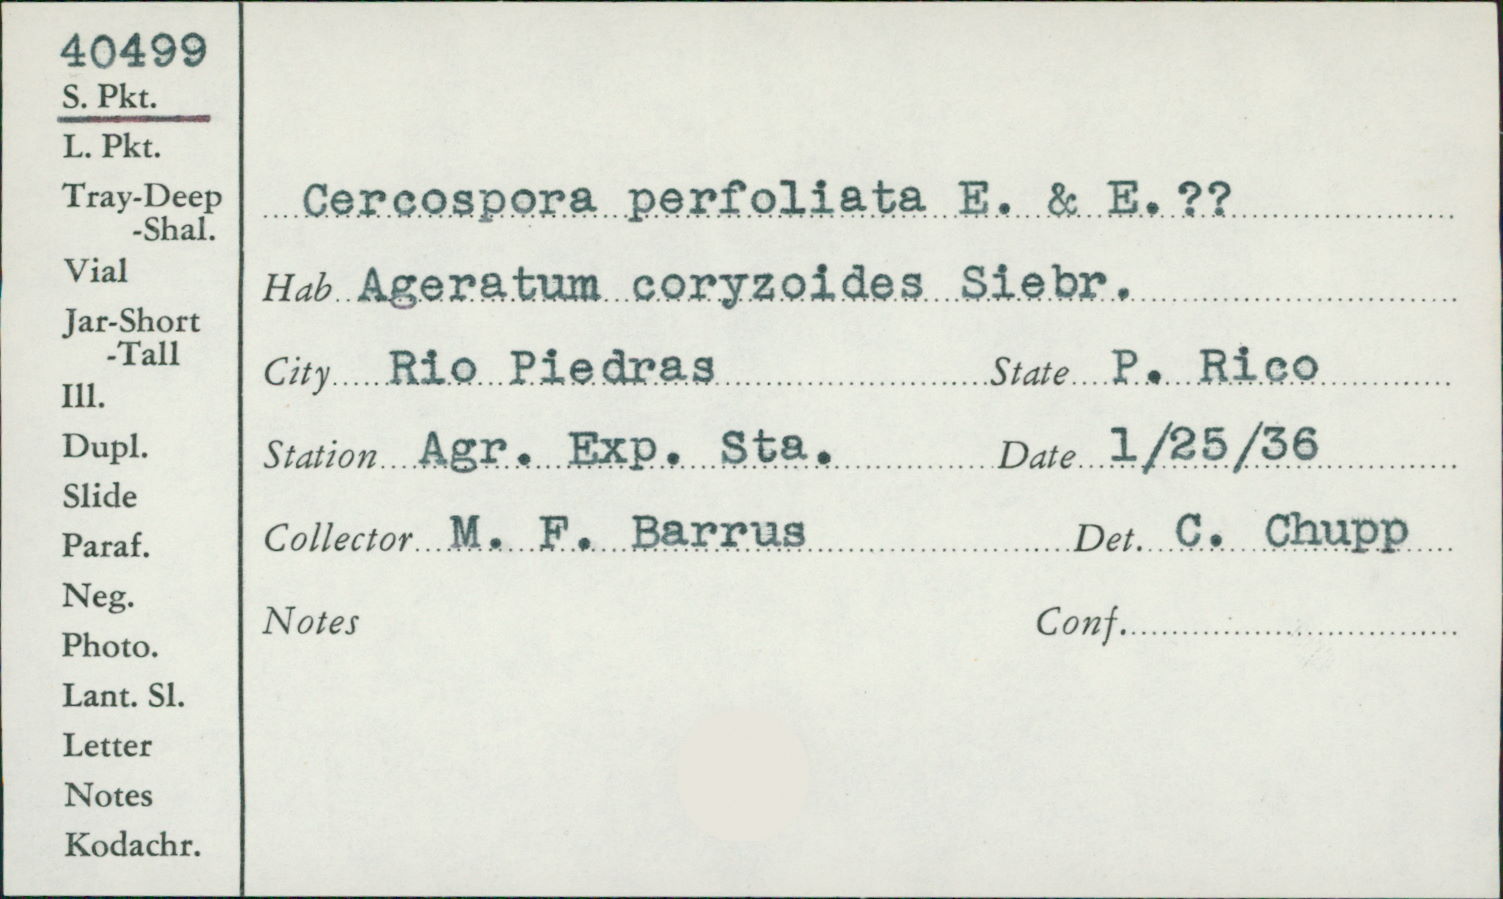 40499
S. Pkt.
L. Pkt.
Tray-Deep
-Shal.
Vial
Jar-Short
-Tall
Ill.
Dupl.
Slide
Paraf.
Neg.
Photo.
Lant. Sl.
Letter
Notes
Kodachr.
Cercospora perfoliata E. & E.??
Hab Ageratum coryzoides Siebr.
City Rio Piedras State P. Rico
Station Agr. Exp. Sta. Date 1/25/36
Collector M. F. Barrus Det. C. Chupp
Notes Conf.